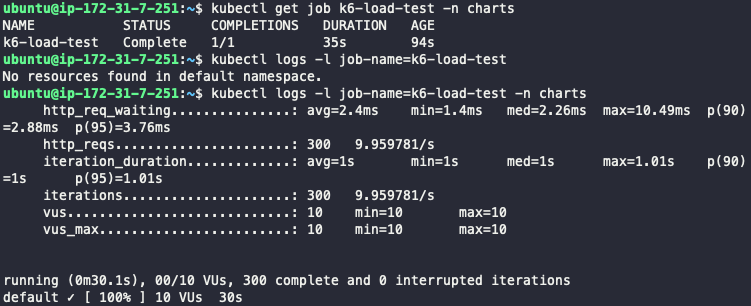 ubuntu@ip-172-31-7-251:~$ kubectl get job k6-load-test -n charts
NAME           STATUS     COMPLETIONS   DURATION   AGE
k6-load-test   Complete   1/1           35s        94s
ubuntu@ip-172-31-7-251:~$ kubectl logs -l job-name=k6-load-test
No resources found in default namespace.
ubuntu@ip-172-31-7-251:~$ kubectl logs -l job-name=k6-load-test -n charts
     http_req_waiting...............: avg=2.4ms    min=1.4ms  med=2.26ms  max=10.49ms  p(90)
=2.88ms  p(95)=3.76ms
     http_reqs......................: 300   9.959781/s
     iteration_duration.............: avg=1s       min=1s     med=1s      max=1.01s    p(90)
=1s      p(95)=1.01s
     iterations.....................: 300   9.959781/s
     vus............................: 10    min=10       max=10
     vus_max........................: 10    min=10       max=10
running (0m30.1s), 00/10 VUs, 300 complete and 0 interrupted iterations
default ✓ [ 100% ] 10 VUs  30s